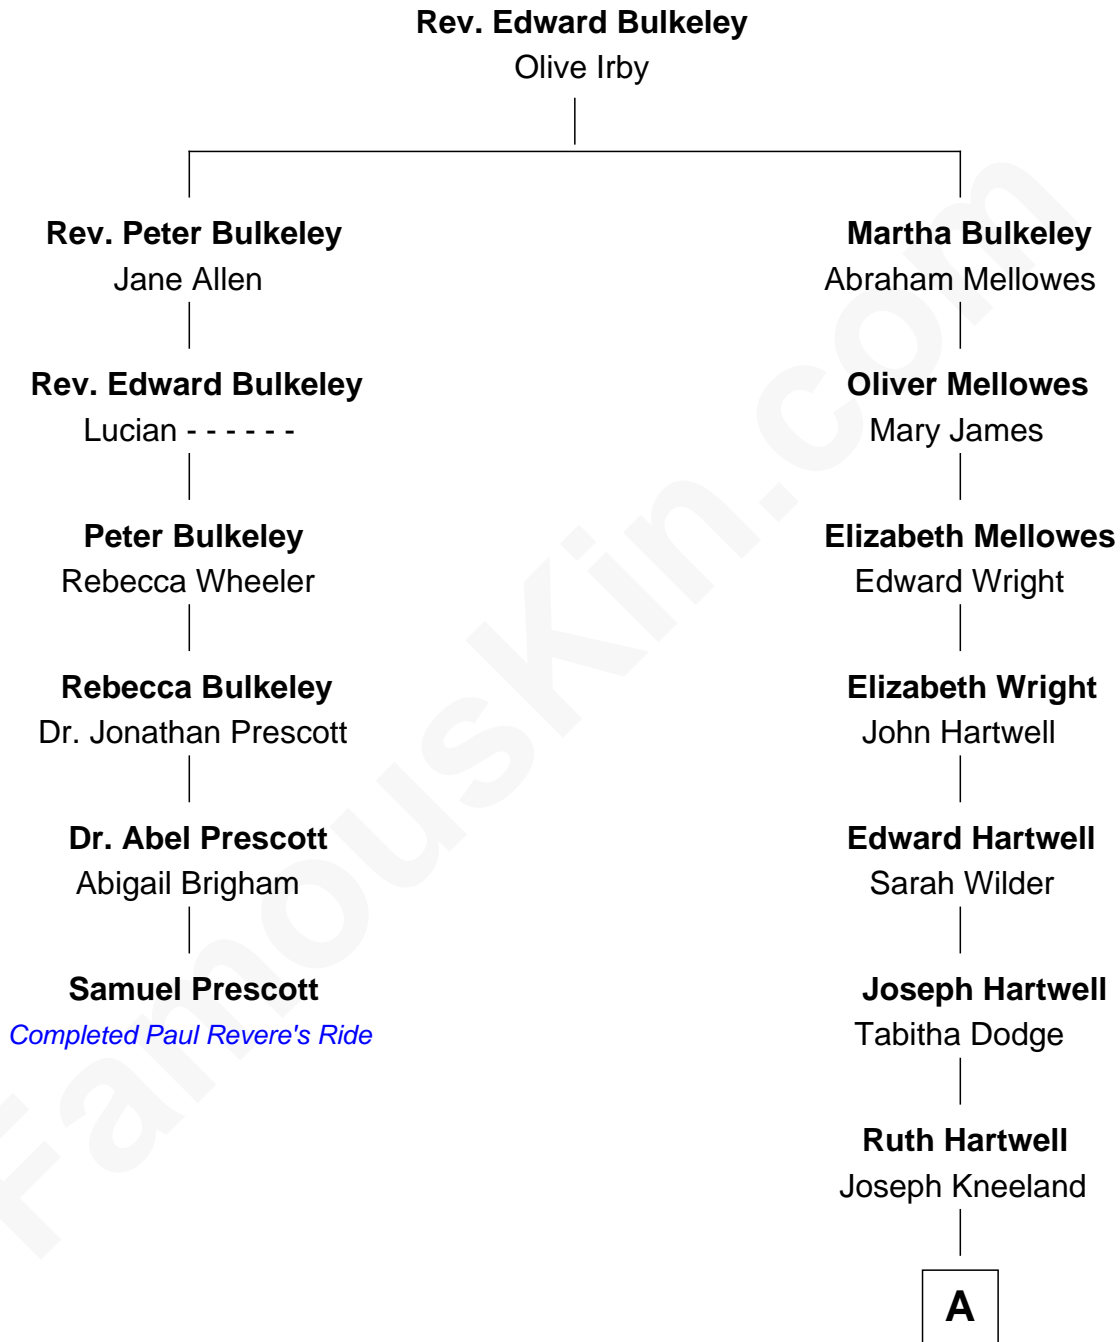 Rev. Edward Bulkeley
Olive Irby
Rev. Peter Bulkeley
Jane Allen
Martha Bulkeley
Abraham Mellowes
Rev. Edward Bulkeley
Lucian - - - - - -
Oliver Mellowes
Mary James
Peter Bulkeley
Rebecca Wheeler
Elizabeth Mellowes
Edward Wright
Rebecca Bulkeley
Dr. Jonathan Prescott
Elizabeth Wright
John Hartwell
Dr. Abel Prescott
Abigail Brigham
Edward Hartwell
Sarah Wilder
Samuel Prescott
Completed Paul Revere's Ride
Joseph Hartwell
Tabitha Dodge
Ruth Hartwell
Joseph Kneeland
A
FamousKin.com